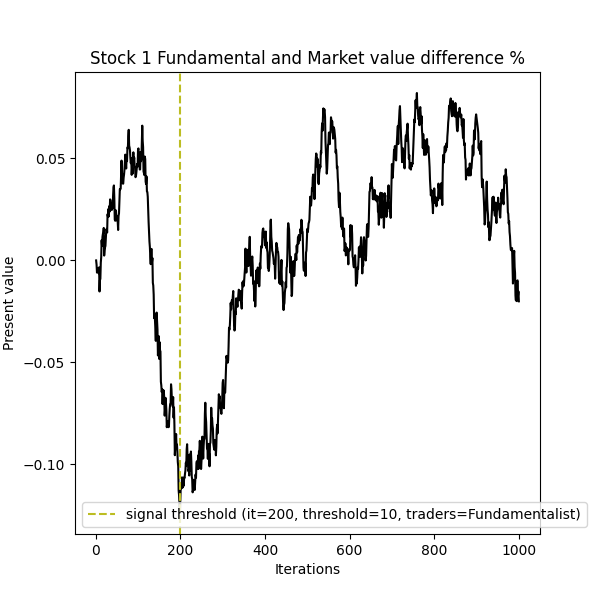 Stock 1 Fundamental and Market value difference %
Present value
0.05
0.00
−0.05
−0.10
signal threshold (it=200, threshold=10, traders=Fundamentalist)
0 200 400 600 800 1000
Iterations